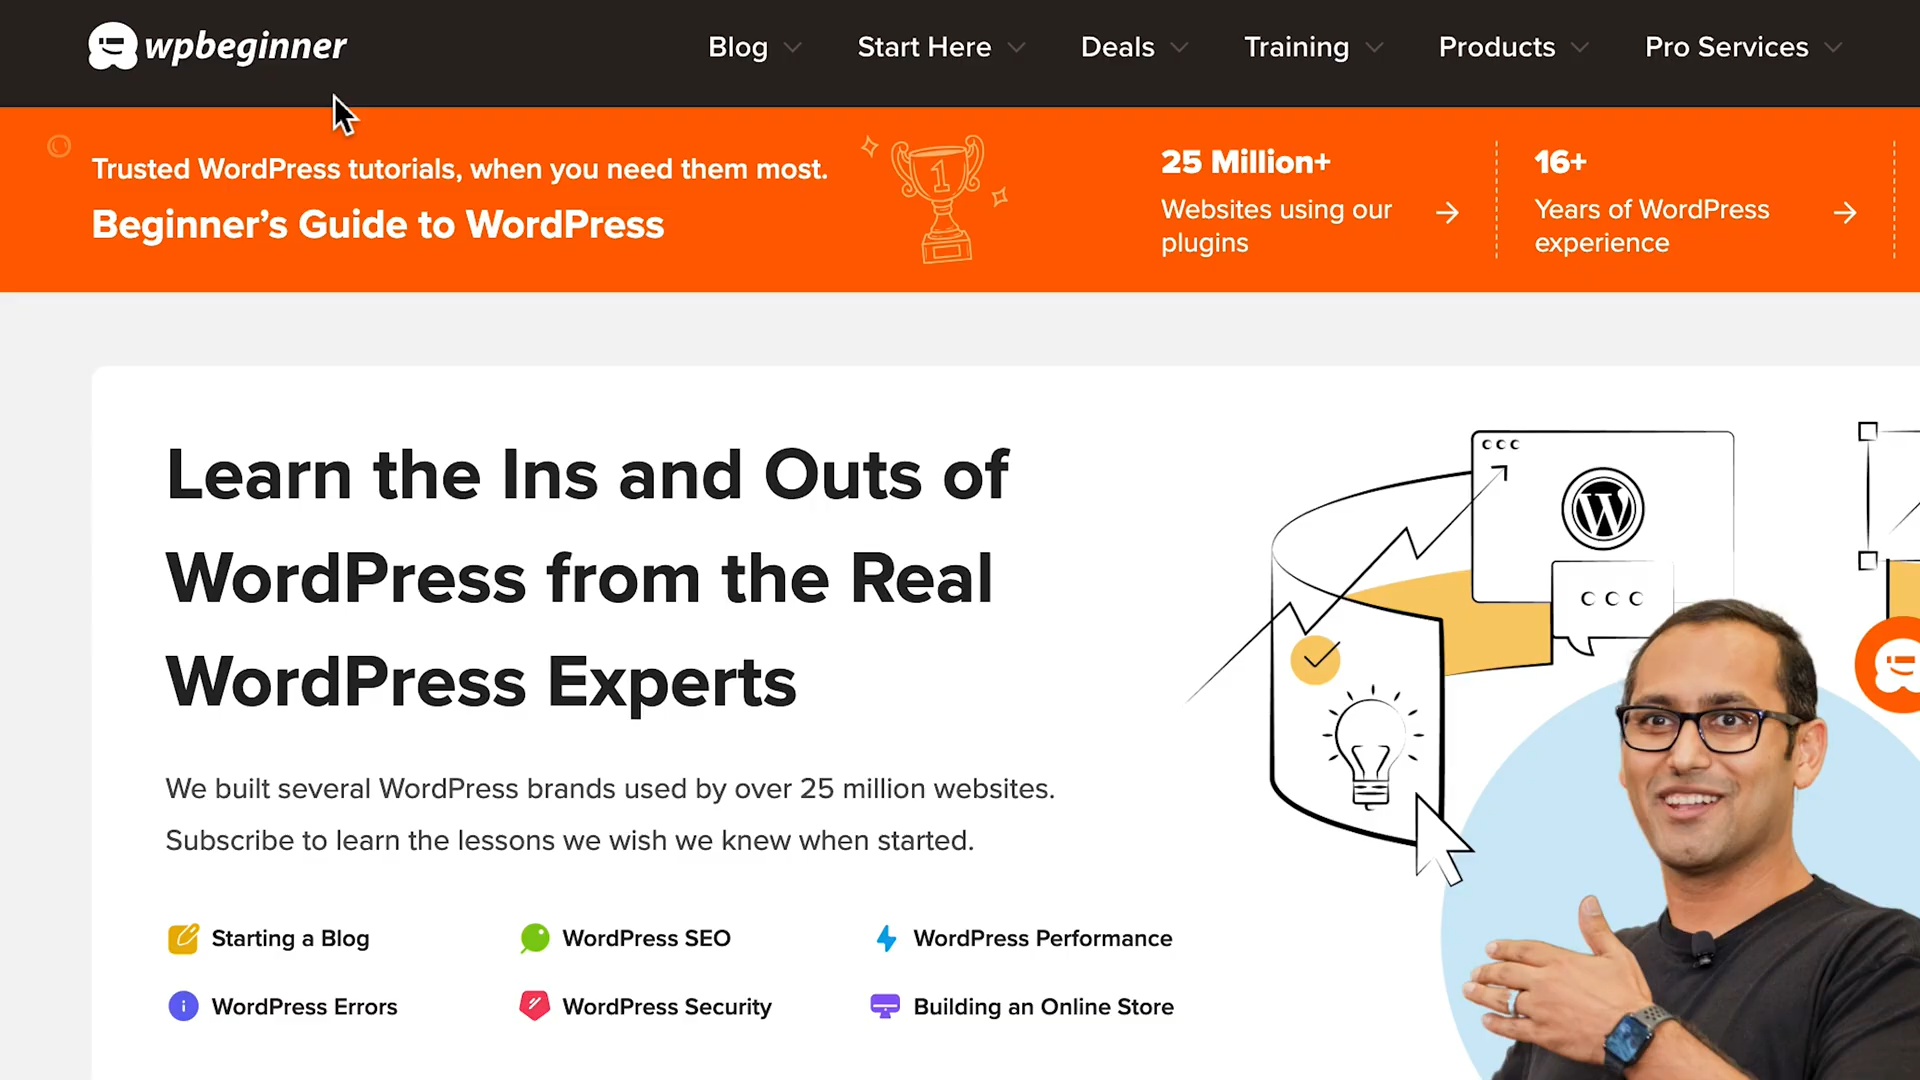 wpbeginner
Blog
Start Here
Deals
Training
Products
Pro Services
Trusted WordPress tutorials, when you need them most.
Beginner's Guide to WordPress
1
25 Million+
Websites using our
plugins
16+
Years of WordPress
experience
Learn the Ins and Outs of
WordPress from the Real
WordPress Experts
We built several WordPress brands used by over 25 million websites.
Subscribe to learn the lessons we wish we knew when started.
Starting a Blog
WordPress SEO
WordPress Performance
WordPress Errors
WordPress Security
Building an Online Store
W